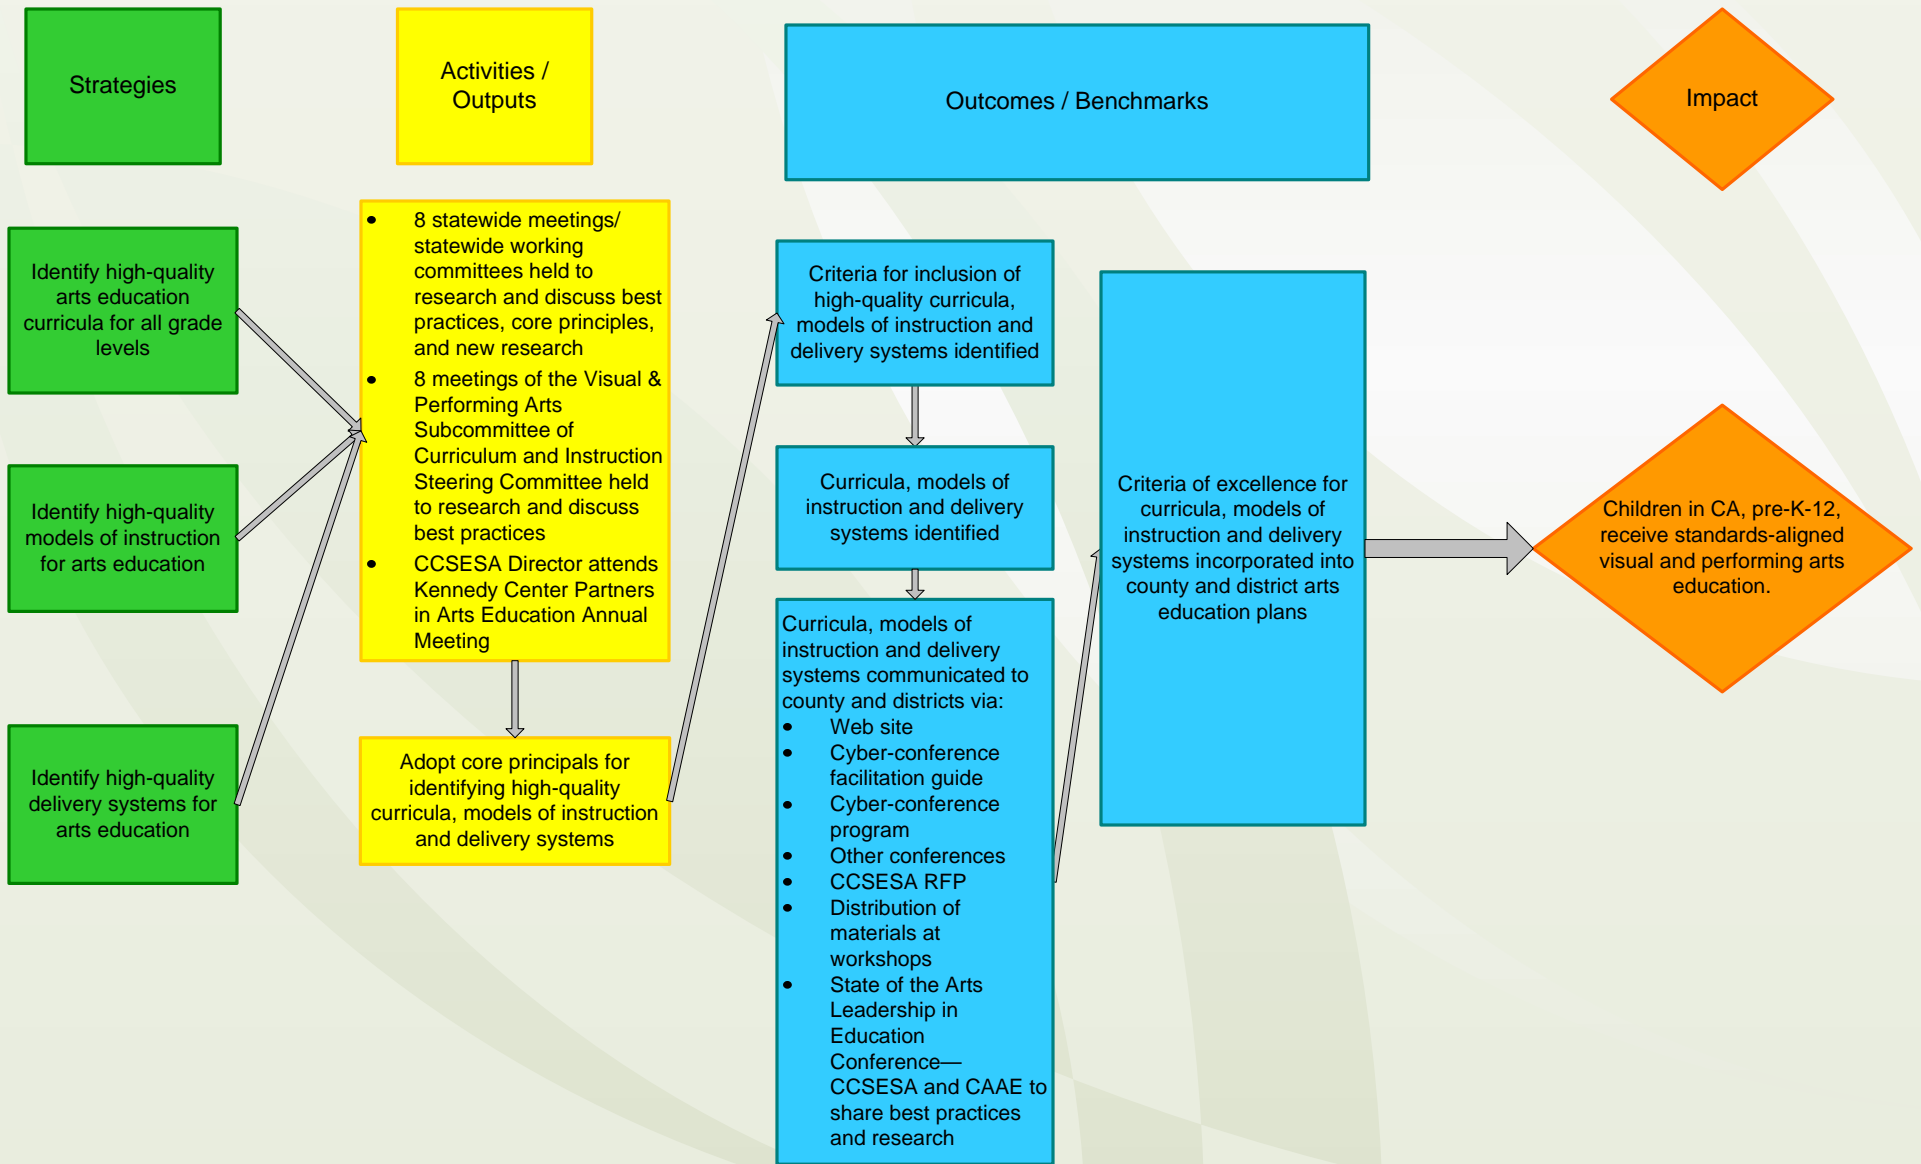 Strategies
Activities /
Outputs
Outcomes / Benchmarks
Impact
Identify high-quality
arts education
curricula for all grade
levels
Identify high-quality
models of instruction
for arts education
Identify high-quality
delivery systems for
arts education
• 8 statewide meetings/
statewide working
committees held to
research and discuss best
practices, core principles,
and new research
• 8 meetings of the Visual &
Performing Arts
Subcommittee of
Curriculum and Instruction
Steering Committee held
to research and discuss
best practices
• CCSESA Director attends
Kennedy Center Partners
in Arts Education Annual
Meeting
Adopt core principals for
identifying high-quality
curricula, models of instruction
and delivery systems
Criteria for inclusion of
high-quality curricula,
models of instruction and
delivery systems identified
Curricula, models of
instruction and delivery
systems identified
Curricula, models of
instruction and delivery
systems communicated to
county and districts via:
• Web site
• Cyber-conference
facilitation guide
• Cyber-conference
program
• Other conferences
• CCSESA RFP
• Distribution of
materials at
workshops
• State of the Arts
Leadership in
Education
Conference—
CCSESA and CAAE to
share best practices
and research
Criteria of excellence for
curricula, models of
instruction and delivery
systems incorporated into
county and district arts
education plans
Children in CA, pre-K-12,
receive standards-aligned
visual and performing arts
education.